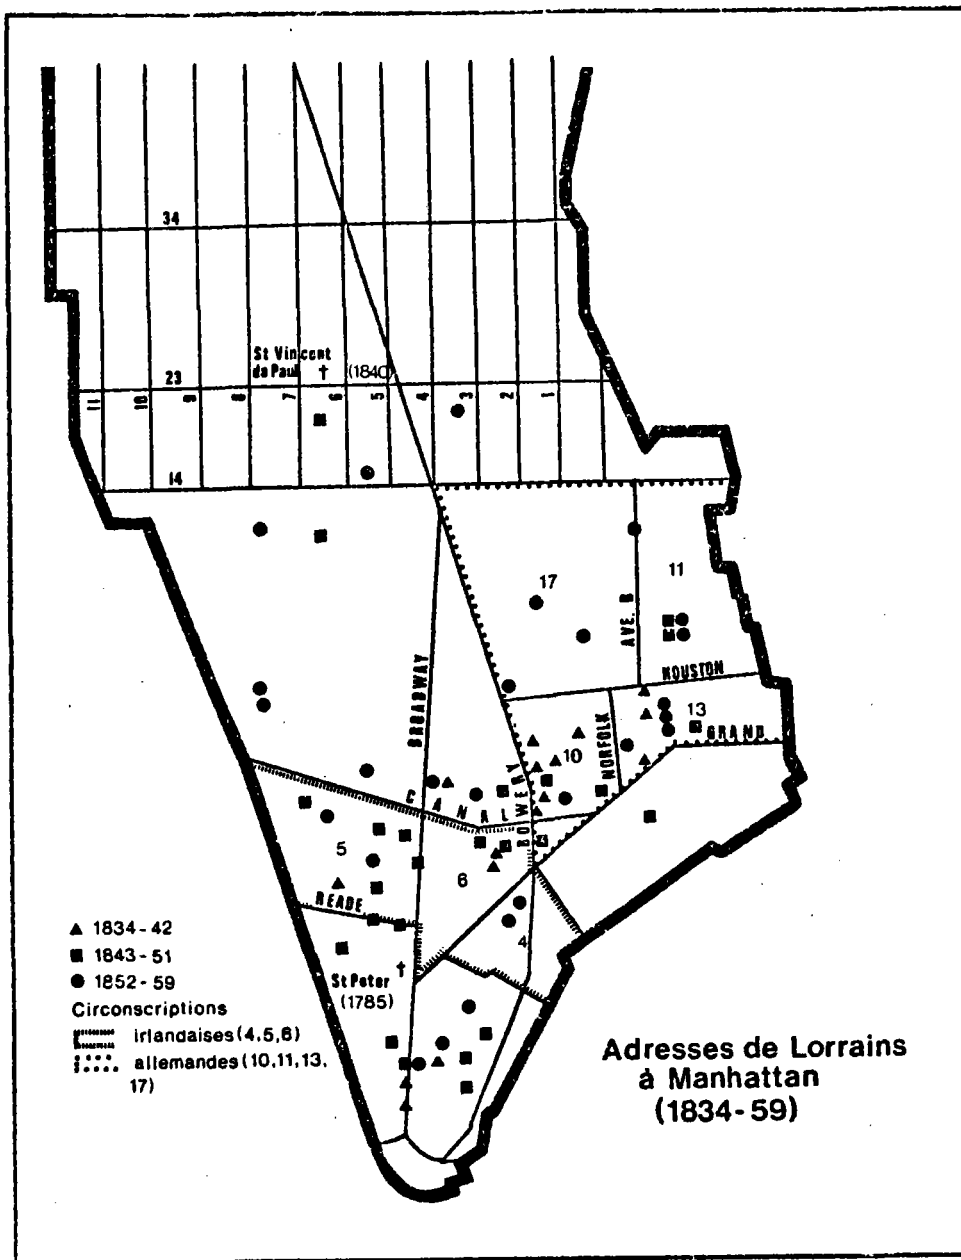 34
St Vincent
de Paul † (1840)
23
11 10 9 8 7 6 5 4 3 2 1
14
17
11
AVE. B
HOUSTON
BROADWAY
13
GRAND
NORFOLK
10
BOWERY
CANAL
5
6
READE
4
St Peter †
(1785)
▲ 1834-42
■ 1843-51
● 1852-59
Circonscriptions
irlandaises (4,5,6)
allemandes (10,11,13,
17)
Adresses de Lorrains
à Manhattan
(1834-59)